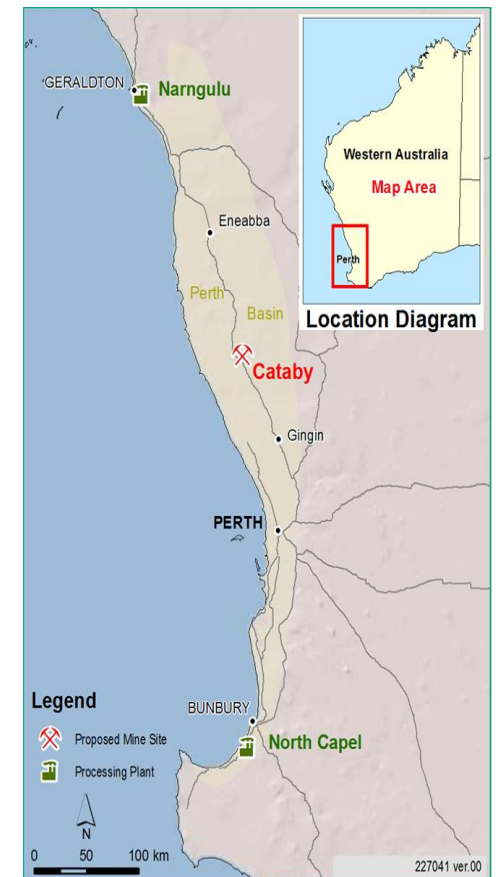 GERALDTON
Narngulu
Western Australia
Map Area
Perth
Location Diagram
Eneabba
Perth
Basin
Cataby
Gingin
PERTH
BUNBURY
North Capel
Legend
Proposed Mine Site
Processing Plant
N
0 50 100 km
227041 ver.00